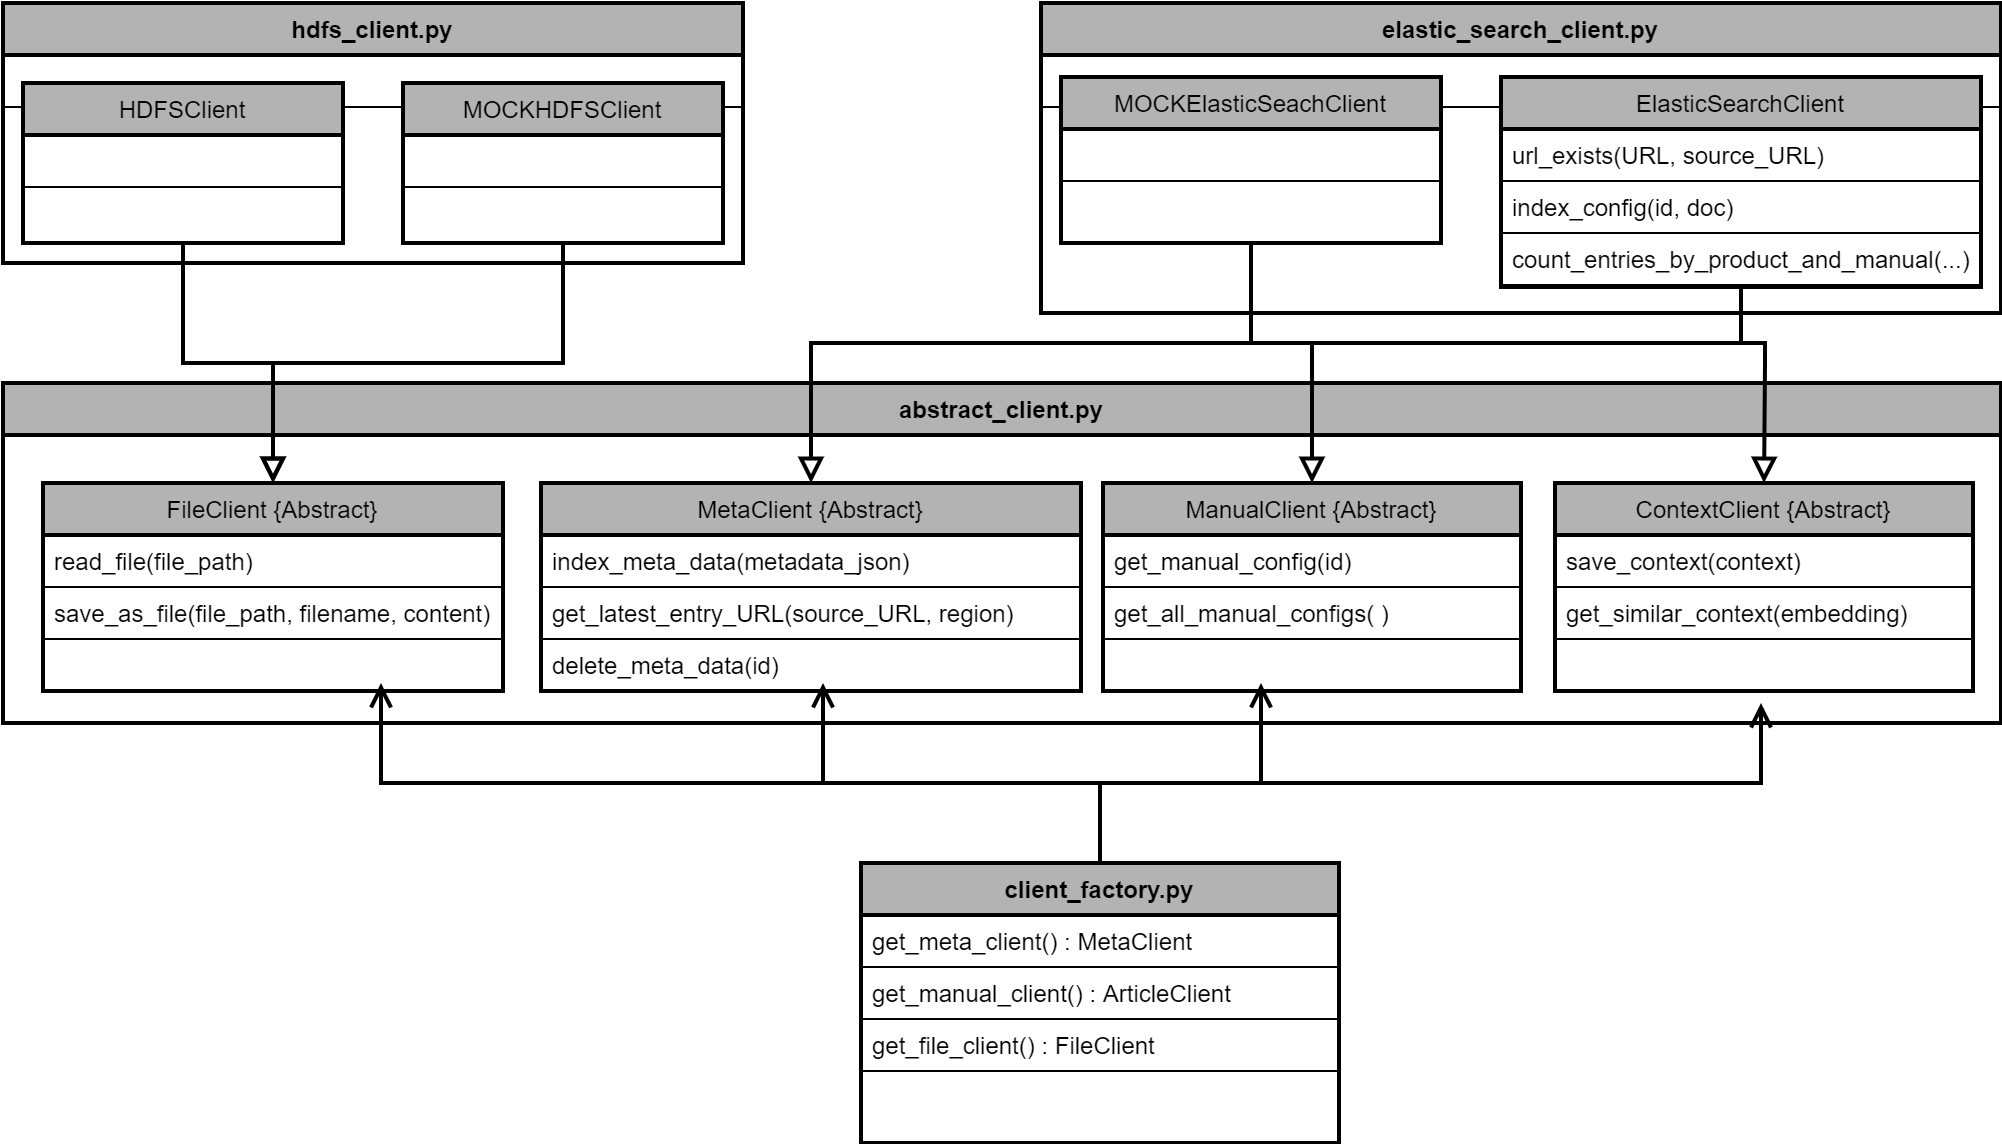 hdfs_client.py
HDFSClient
MOCKHDFSClient
elastic_search_client.py
MOCKElasticSeachClient
ElasticSearchClient
url_exists(URL, source_URL)
index_config(id, doc)
count_entries_by_product_and_manual(...)
abstract_client.py
FileClient {Abstract}
read_file(file_path)
save_as_file(file_path, filename, content)
MetaClient {Abstract}
index_meta_data(metadata_json)
get_latest_entry_URL(source_URL, region)
delete_meta_data(id)
ManualClient {Abstract}
get_manual_config(id)
get_all_manual_configs( )
ContextClient {Abstract}
save_context(context)
get_similar_context(embedding)
client_factory.py
get_meta_client() : MetaClient
get_manual_client() : ArticleClient
get_file_client() : FileClient